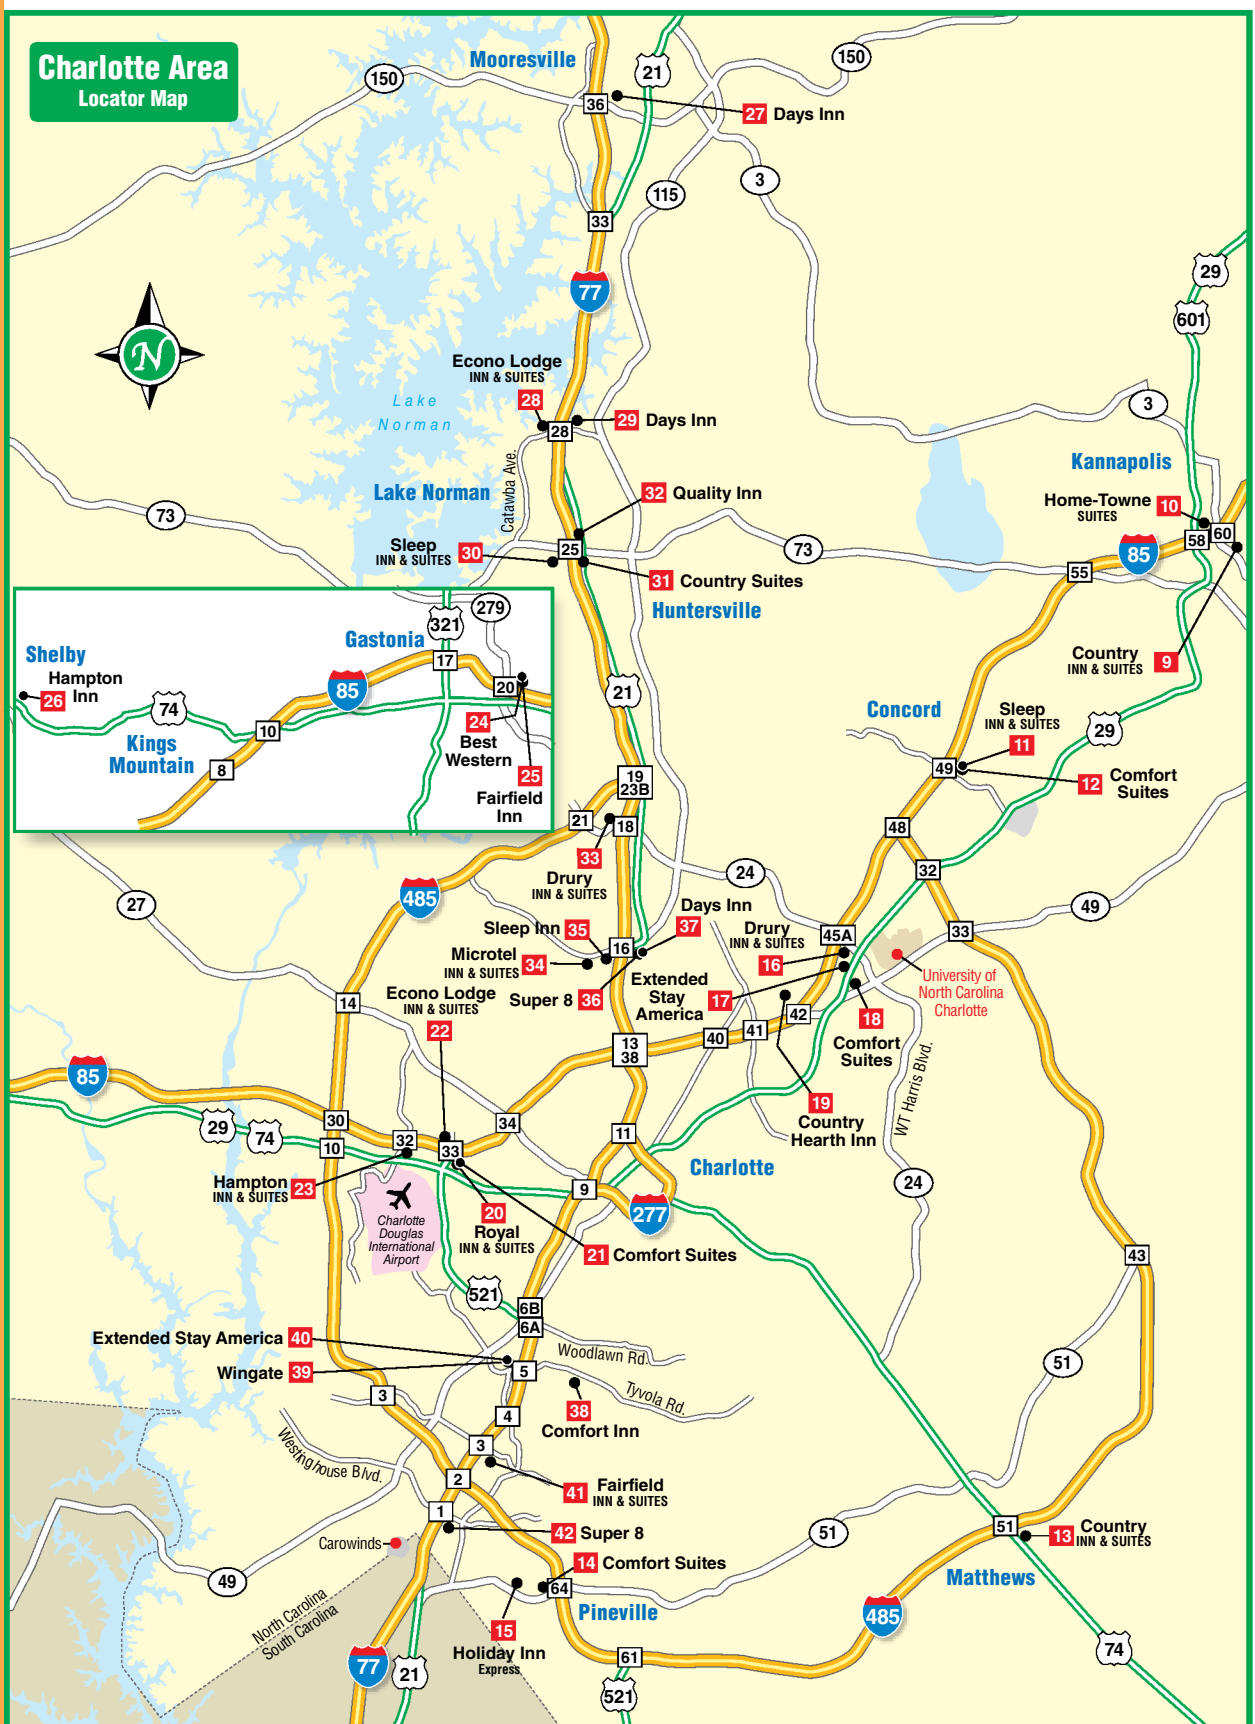 Charlotte Area
Locator Map
Mooresville
150
21
150
36
27 Days Inn
115
3
33
77
29
601
N
Econo Lodge
INN & SUITES
28
Lake
Norman
29 Days Inn
28
3
Catawba Ave.
Lake Norman
32 Quality Inn
Kannapolis
Home-Towne
SUITES
10
73
Sleep
INN & SUITES
30
25
73
58
60
85
55
31 Country Suites
Huntersville
Country
INN & SUITES
9
279
321
Gastonia
Shelby
Hampton
Inn
26
17
85
20
74
10
Kings
Mountain
8
24
Best
Western
25
Fairfield
Inn
21
Concord
Sleep
INN & SUITES
11
29
49
12
Comfort
Suites
19
23B
21
18
48
33
Drury
INN & SUITES
32
24
485
27
49
Days Inn
37
Sleep Inn 35
16
Microtel
INN & SUITES
34
Super 8 36
Drury
INN & SUITES
16
45A
33
Extended
Stay
America
17
University of
North Carolina
Charlotte
Econo Lodge
INN & SUITES
22
14
18
Comfort
Suites
42
41
40
13
38
WT Harris Blvd.
85
19
Country
Hearth Inn
29
74
30
10
32
33
34
11
Charlotte
Hampton
INN & SUITES
23
9
24
277
Charlotte
Douglas
International
Airport
20
Royal
INN & SUITES
21 Comfort Suites
43
521
6B
6A
Extended Stay America 40
Wingate 39
Woodlawn Rd.
5
51
Tyvola Rd.
3
38
Comfort Inn
4
3
Westinghouse Blvd.
2
41
Fairfield
INN & SUITES
1
42 Super 8
51
51
13
Country
INN & SUITES
Carowinds
14 Comfort Suites
49
64
Matthews
Pineville
North Carolina
South Carolina
485
15
Holiday Inn
Express
77
21
61
74
521